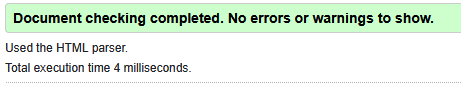 Document checking completed. No errors or warnings to show.
Used the HTML parser.
Total execution time 4 milliseconds.